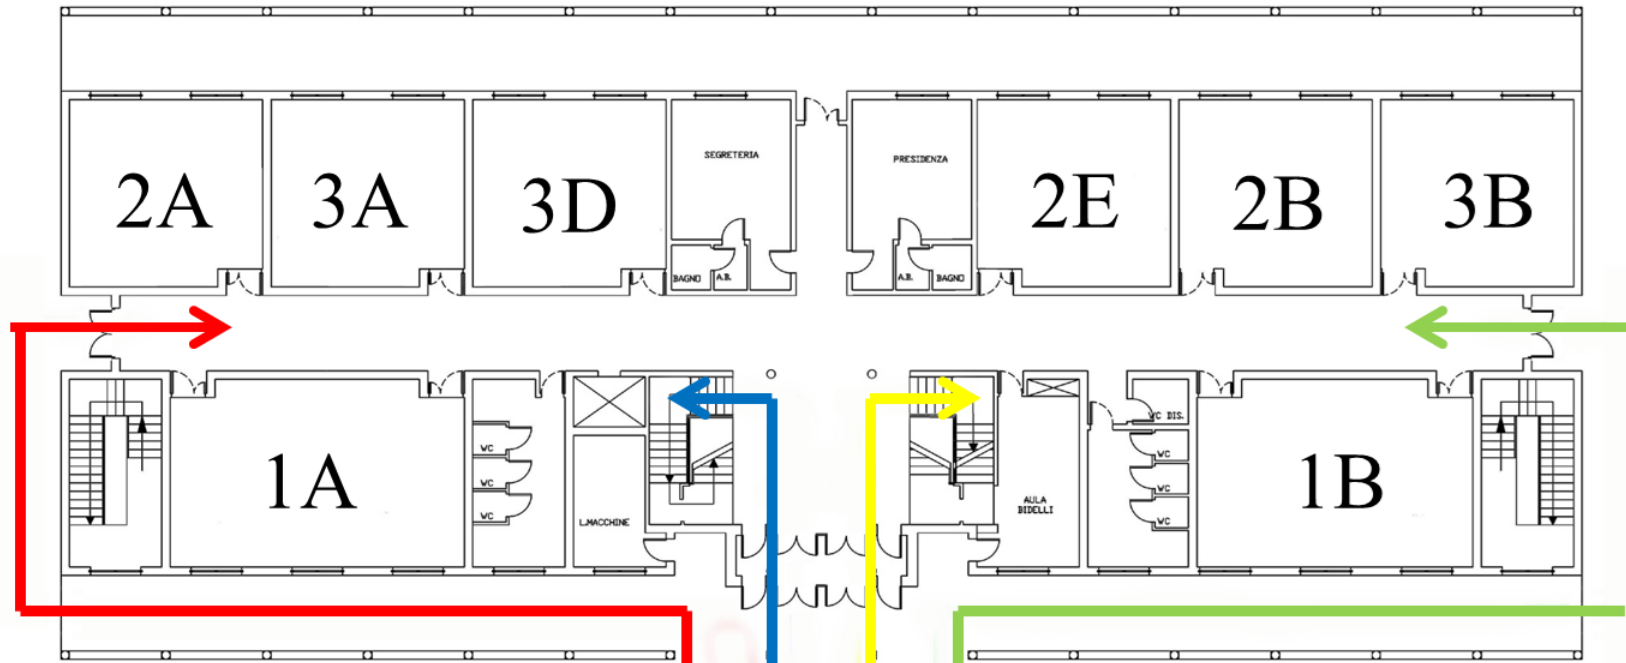 SEGRETERIA
PRESIDENZA
2A
3A
3D
2E
2B
3B
BAGNO
A.B.
A.B.
BAGNO
WC DIS.
WC
WC
WC
WC
WC
WC
1A
1B
L.MACCHINE
AULA
BIDELLI